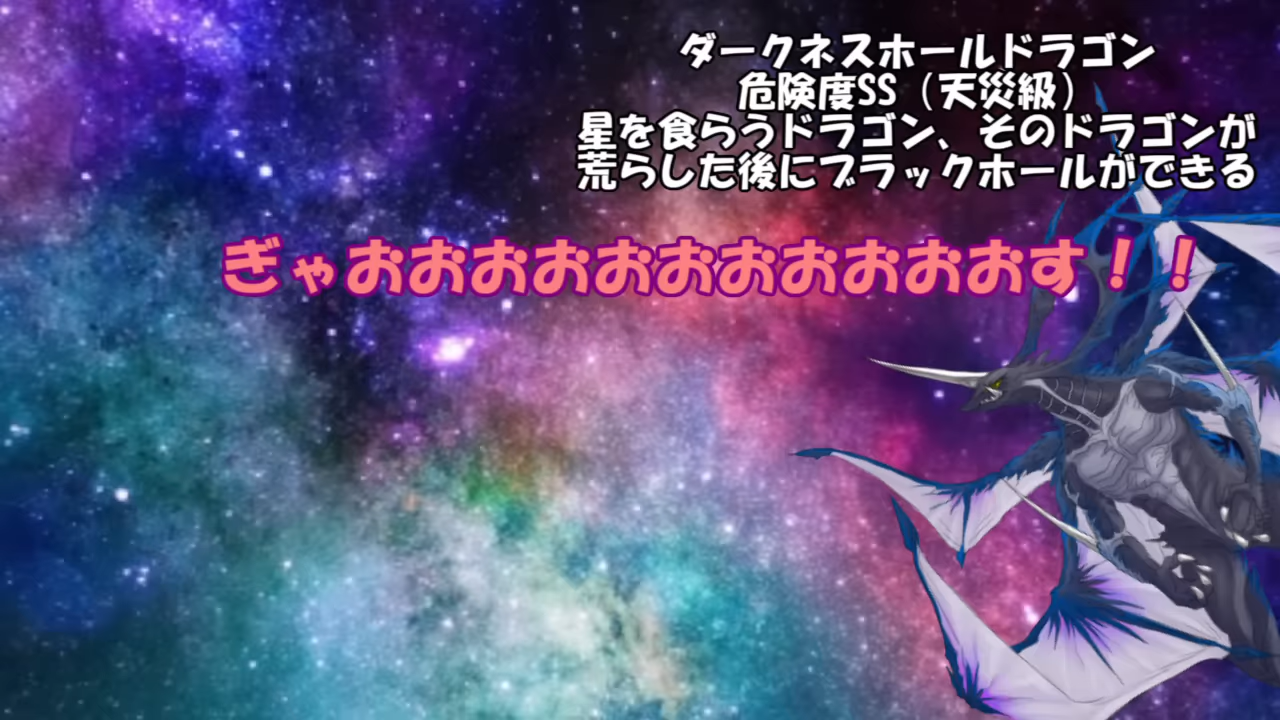 ダークネスホールドラゴン
危険度SS（天災級）
星を食らうドラゴン、そのドラゴンが
荒らした後にブラックホールができる
ぎゃおおおおおおおおおおおす！！